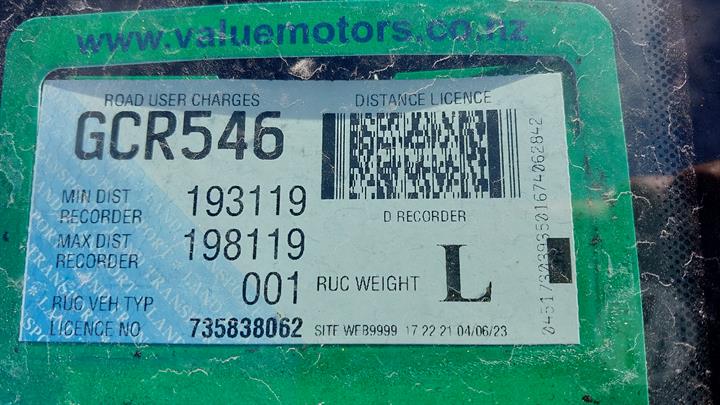 www.valuemotors.co.nz
ROAD USER CHARGES DISTANCE LICENCE
GCR546
MIN DIST RECORDER 193119
D RECORDER
MAX DIST RECORDER 198119
RUC VEH TYP 001 RUC WEIGHT L
LICENCE NO. 735838062 SITE WEB9999 17 22 21 04/06/23